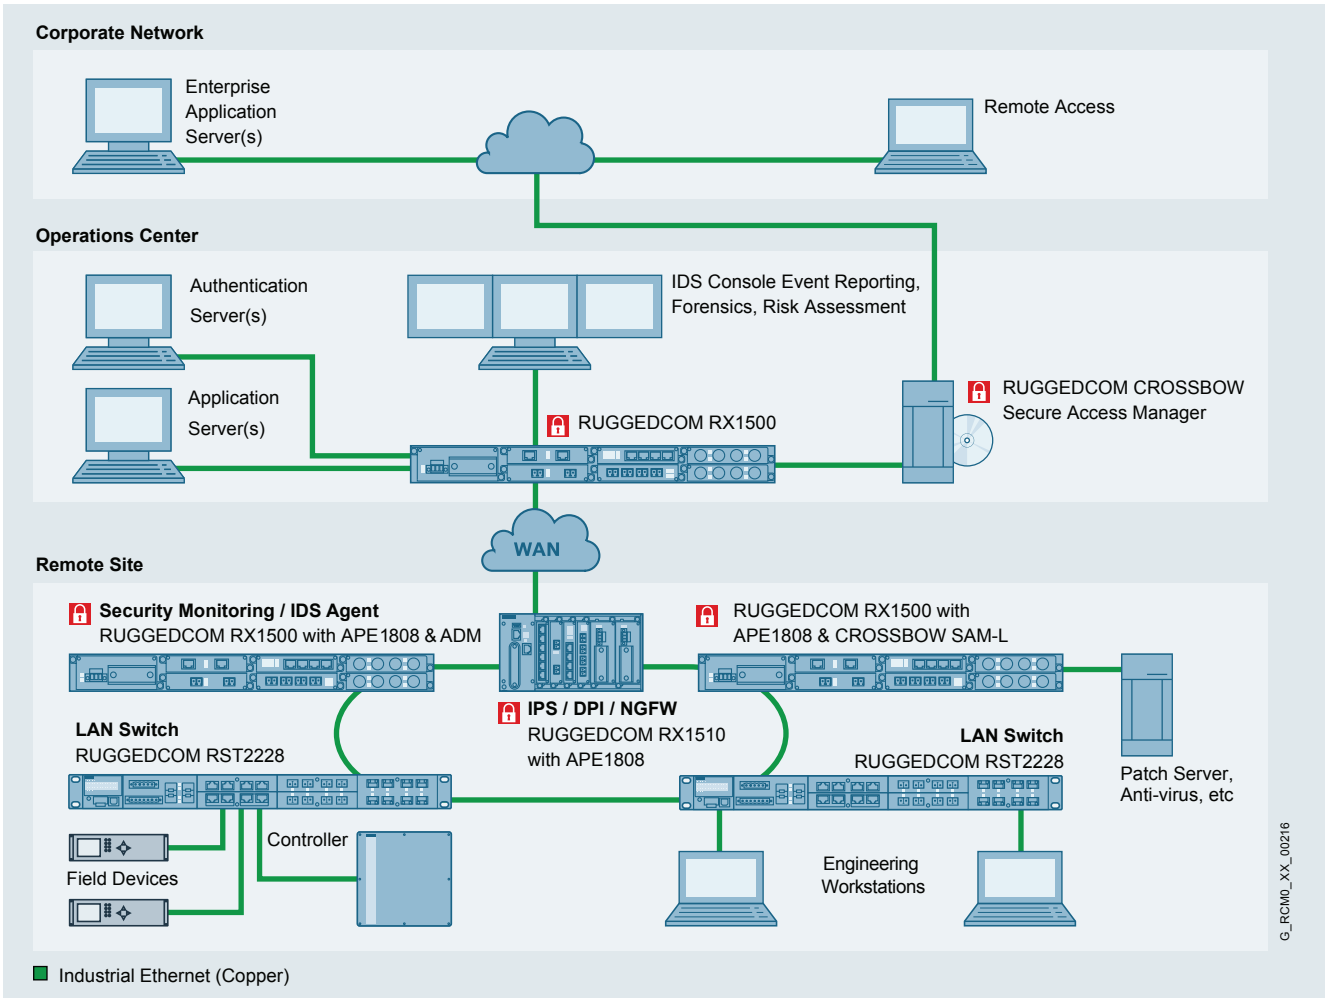 Corporate Network
Enterprise
Application
Server(s)
Remote Access
Operations Center
Authentication
Server(s)
IDS Console Event Reporting,
Forensics, Risk Assessment
Application
Server(s)
RUGGEDCOM RX1500
RUGGEDCOM CROSSBOW
Secure Access Manager
WAN
Remote Site
Security Monitoring / IDS Agent
RUGGEDCOM RX1500 with APE1808 & ADM
RUGGEDCOM RX1500 with
APE1808 & CROSSBOW SAM-L
IPS / DPI / NGFW
RUGGEDCOM RX1510
with APE1808
LAN Switch
RUGGEDCOM RST2228
LAN Switch
RUGGEDCOM RST2228
Patch Server,
Anti-virus, etc
Controller
Field Devices
Engineering
Workstations
G_RCM0_XX_00216
Industrial Ethernet (Copper)